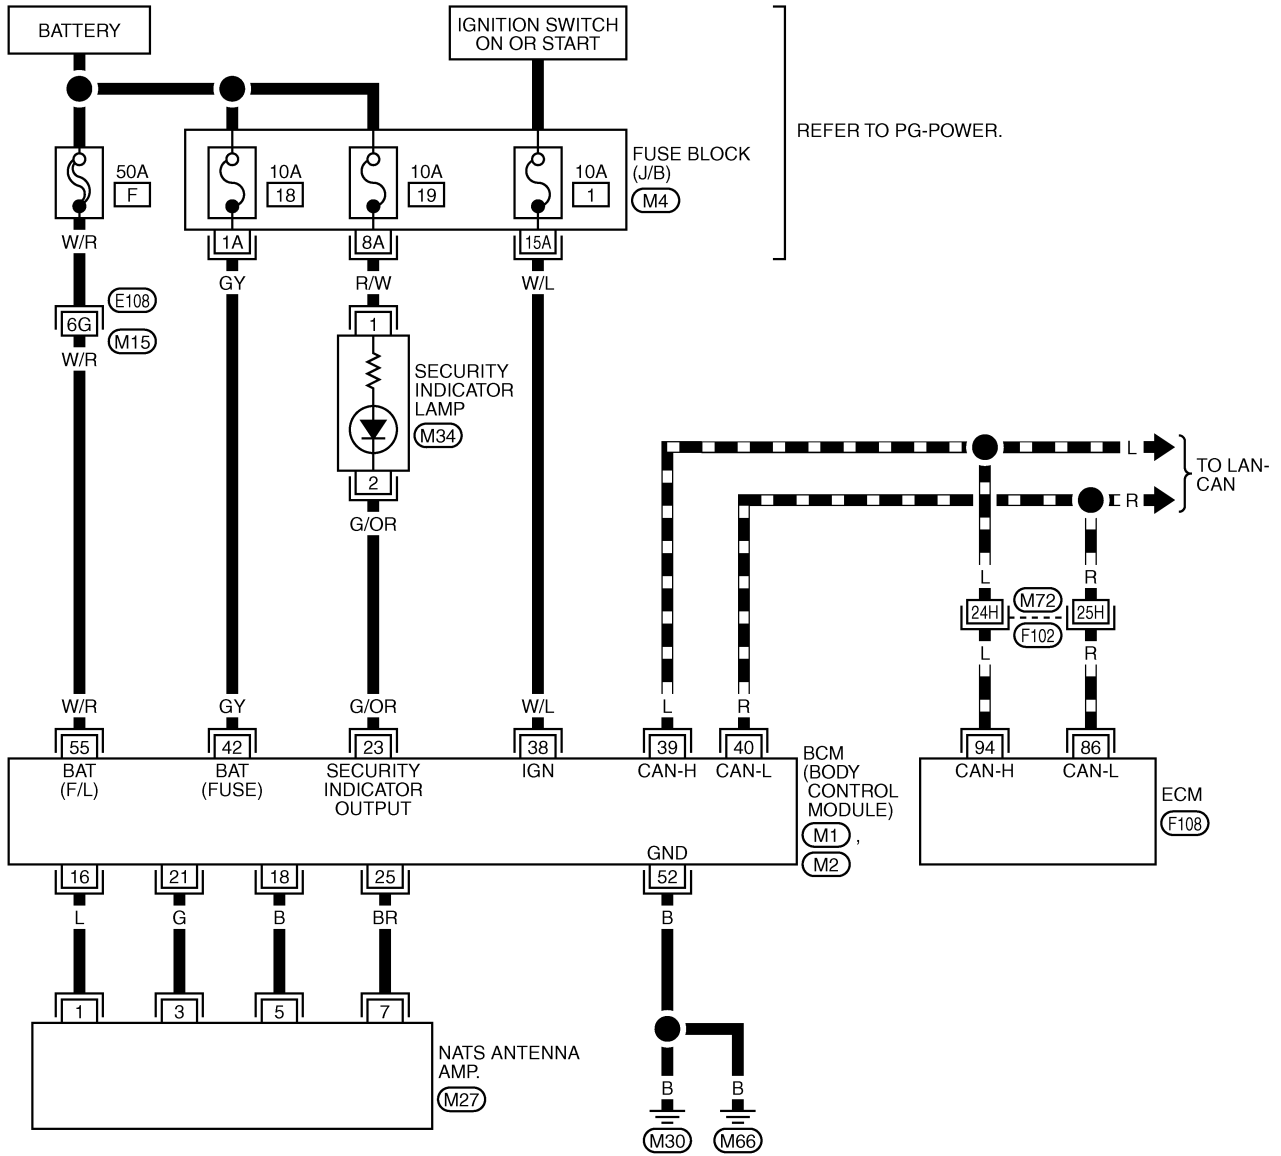 BATTERY
IGNITION SWITCH
ON OR START
REFER TO PG-POWER.
50A
F
10A
18
10A
19
10A
1
FUSE BLOCK
(J/B)
M4
W/R
1A
8A
15A
GY
R/W
W/L
6G
E108
M15
W/R
1
SECURITY
INDICATOR
LAMP
M34
2
G/OR
L
R
TO LAN-
CAN
L
R
24H
M72
F102
25H
L
R
W/R
GY
G/OR
W/L
L
R
55
42
23
38
39
40
94
86
BAT
(F/L)
BAT
(FUSE)
SECURITY
INDICATOR
OUTPUT
IGN
CAN-H
CAN-L
BCM
(BODY
CONTROL
MODULE)
M1 ,
M2
CAN-H
CAN-L
ECM
F108
GND
16
21
18
25
52
L
G
B
BR
B
1
3
5
7
NATS ANTENNA
AMP.
M27
B
B
M30
M66